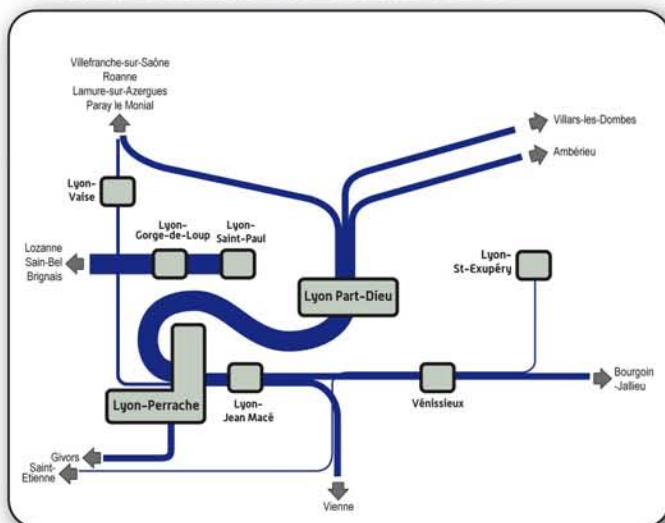 Villefranche-sur-Saône
Roanne
Lamure-sur-Azergues
Paray le Monial
Villars-les-Dombes
Ambérieu
Lyon-
Vaise
Lyon-
Gorge-de-Loup
Lyon-
Saint-Paul
Lozanne
Sain-Bel
Brignais
Lyon-
St-Exupéry
Lyon Part-Dieu
Bourgoin
-Jallieu
Lyon-Perrache
Lyon-
Jean Macé
Vénissieux
Givors
Saint-
Etienne
Vienne